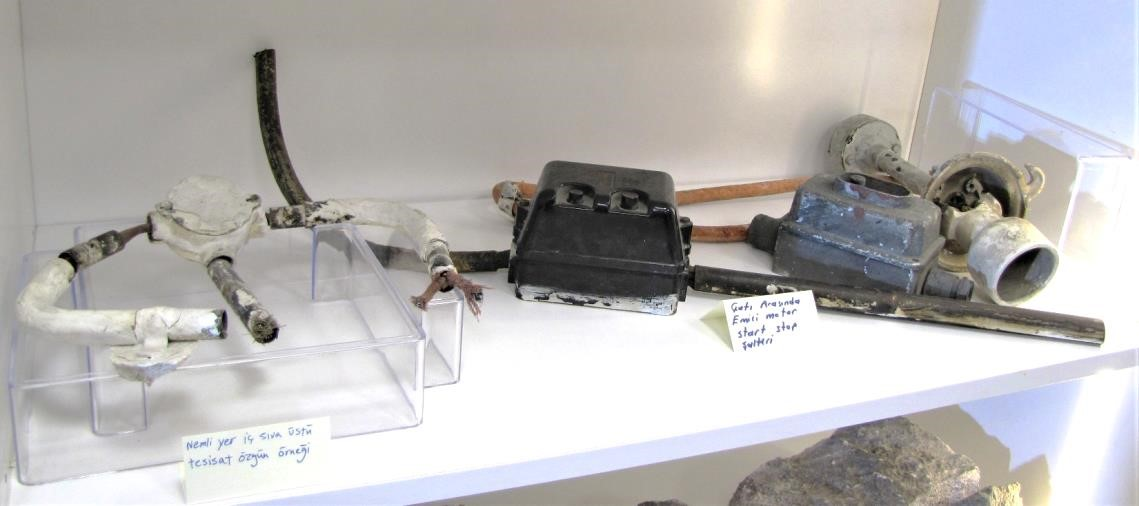 Nemli yer iç sıva üstü
tesisat özgün örneği
Çatı Arasında
Emici motor
start stop
şalteri